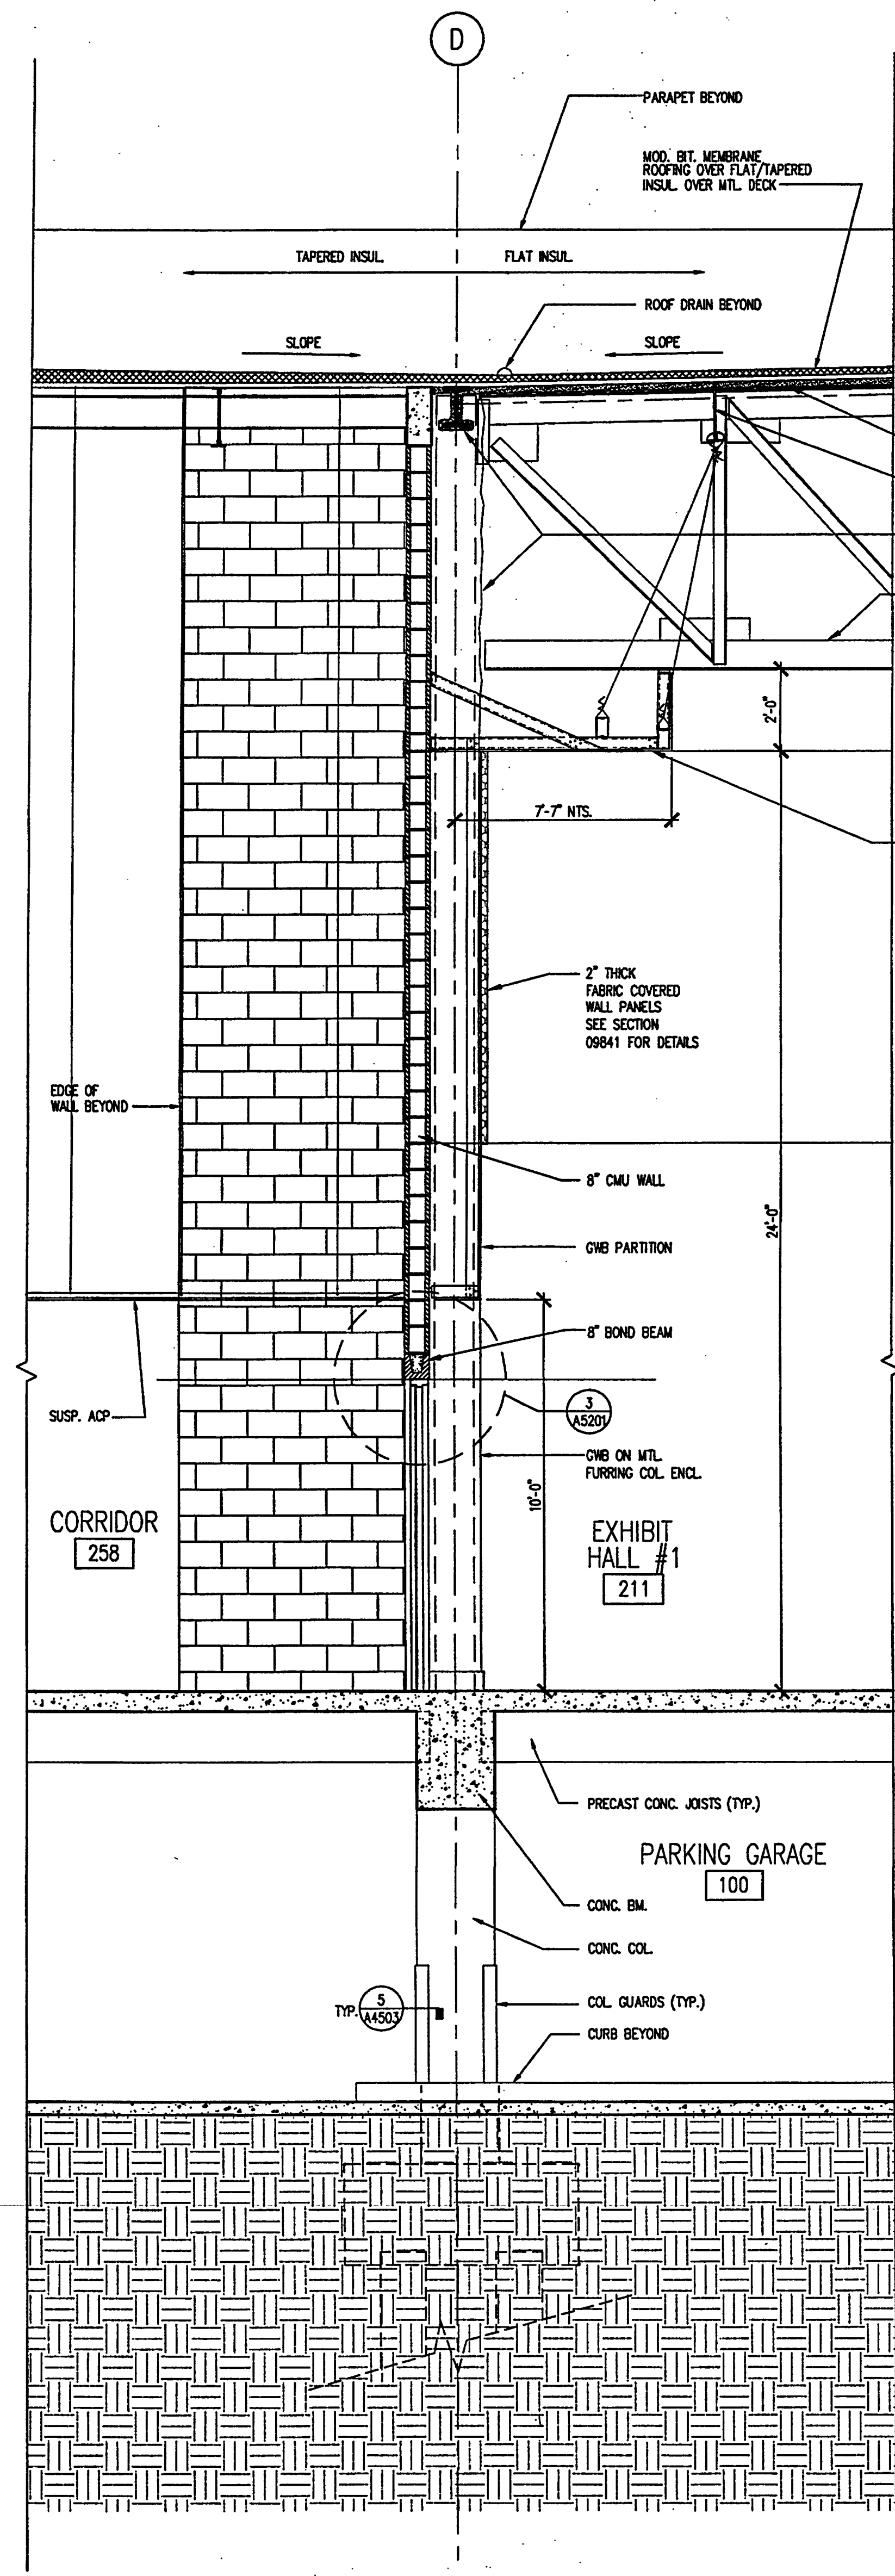 D
PARAPET BEYOND
MOD. BIT. MEMBRANE
ROOFING OVER FLAT/TAPERED
INSUL. OVER MTL. DECK
TAPERED INSUL.
FLAT INSUL.
ROOF DRAIN BEYOND
SLOPE
SLOPE
2'-0"
7'-7" NTS.
2" THICK
FABRIC COVERED
WALL PANELS
SEE SECTION
09841 FOR DETAILS
EDGE OF
WALL BEYOND
8" CMU WALL
24'-0"
GWB PARTITION
8" BOND BEAM
SUSP. ACP
3
A5201
GWB ON MTL.
FURRING COL. ENCL.
10'-0"
CORRIDOR
258
EXHIBIT
HALL #1
211
PRECAST CONC. JOISTS (TYP.)
PARKING GARAGE
100
CONC. BM.
CONC. COL.
TYP.
5
A4503
COL. GUARDS (TYP.)
CURB BEYOND